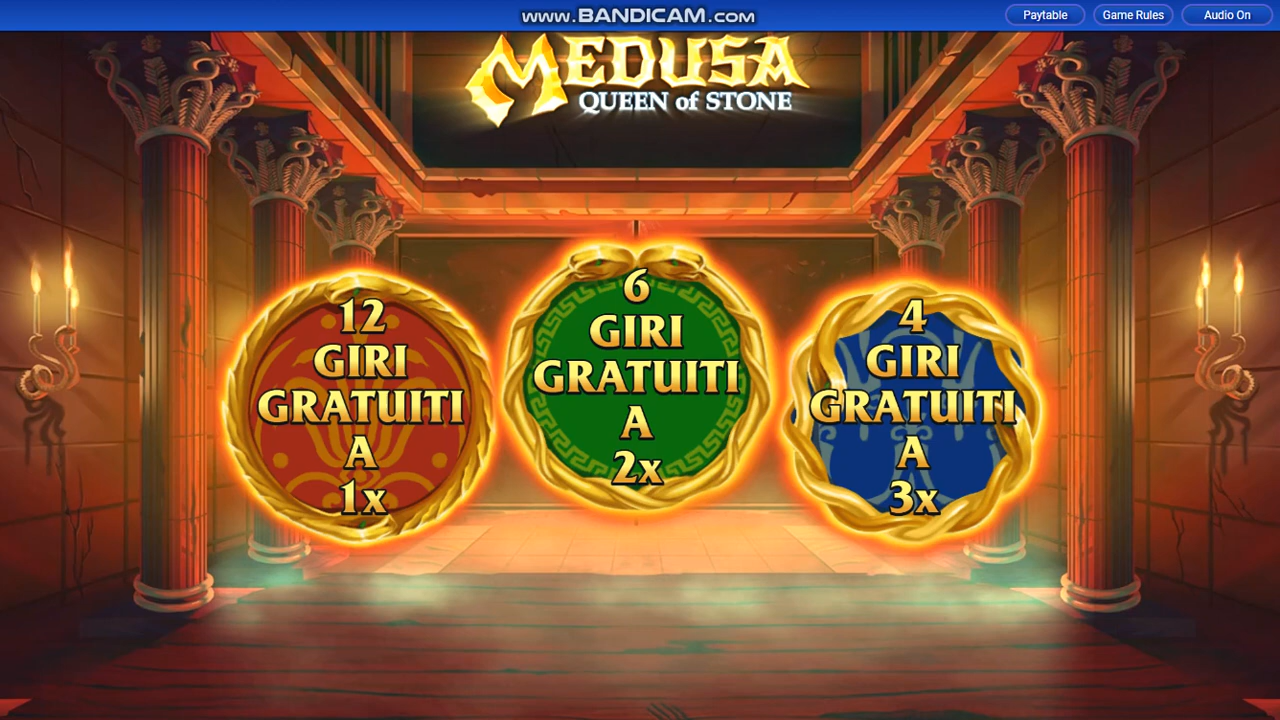 www.BANDICAM.com
Paytable
Game Rules
Audio On
MEDUSA
QUEEN of STONE
12
GIRI
GRATUITI
A
1x
6
GIRI
GRATUITI
A
2x
4
GIRI
GRATUITI
A
3x